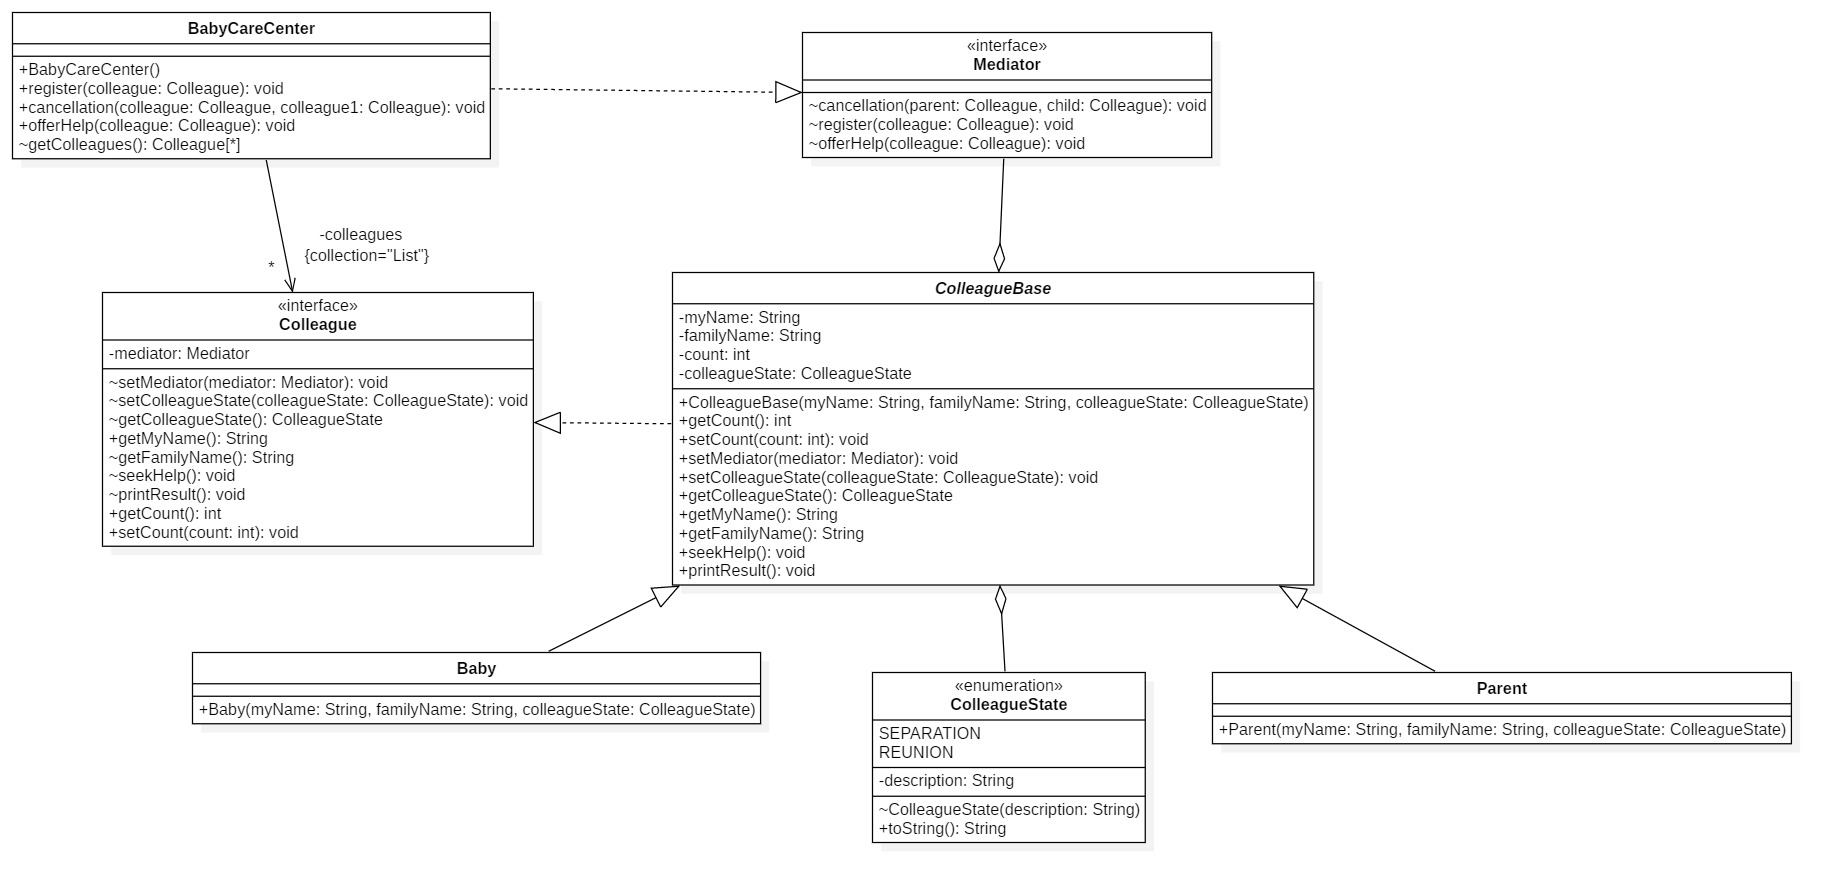 BabyCareCenter
+BabyCareCenter()
+register(colleague: Colleague): void
+cancellation(colleague: Colleague, colleague1: Colleague): void
+offerHelp(colleague: Colleague): void
~getColleagues(): Colleague[*]
«interface»
Mediator
~cancellation(parent: Colleague, child: Colleague): void
~register(colleague: Colleague): void
~offerHelp(colleague: Colleague): void
-colleagues
{collection="List"}
*
«interface»
Colleague
-mediator: Mediator
~setMediator(mediator: Mediator): void
~setColleagueState(colleagueState: ColleagueState): void
~getColleagueState(): ColleagueState
+getMyName(): String
~getFamilyName(): String
~seekHelp(): void
~printResult(): void
+getCount(): int
+setCount(count: int): void
ColleagueBase
-myName: String
-familyName: String
-count: int
-colleagueState: ColleagueState
+ColleagueBase(myName: String, familyName: String, colleagueState: ColleagueState)
+getCount(): int
+setCount(count: int): void
+setMediator(mediator: Mediator): void
+setColleagueState(colleagueState: ColleagueState): void
+getColleagueState(): ColleagueState
+getMyName(): String
+getFamilyName(): String
+seekHelp(): void
+printResult(): void
Baby
+Baby(myName: String, familyName: String, colleagueState: ColleagueState)
«enumeration»
ColleagueState
SEPARATION
REUNION
-description: String
~ColleagueState(description: String)
+toString(): String
Parent
+Parent(myName: String, familyName: String, colleagueState: ColleagueState)